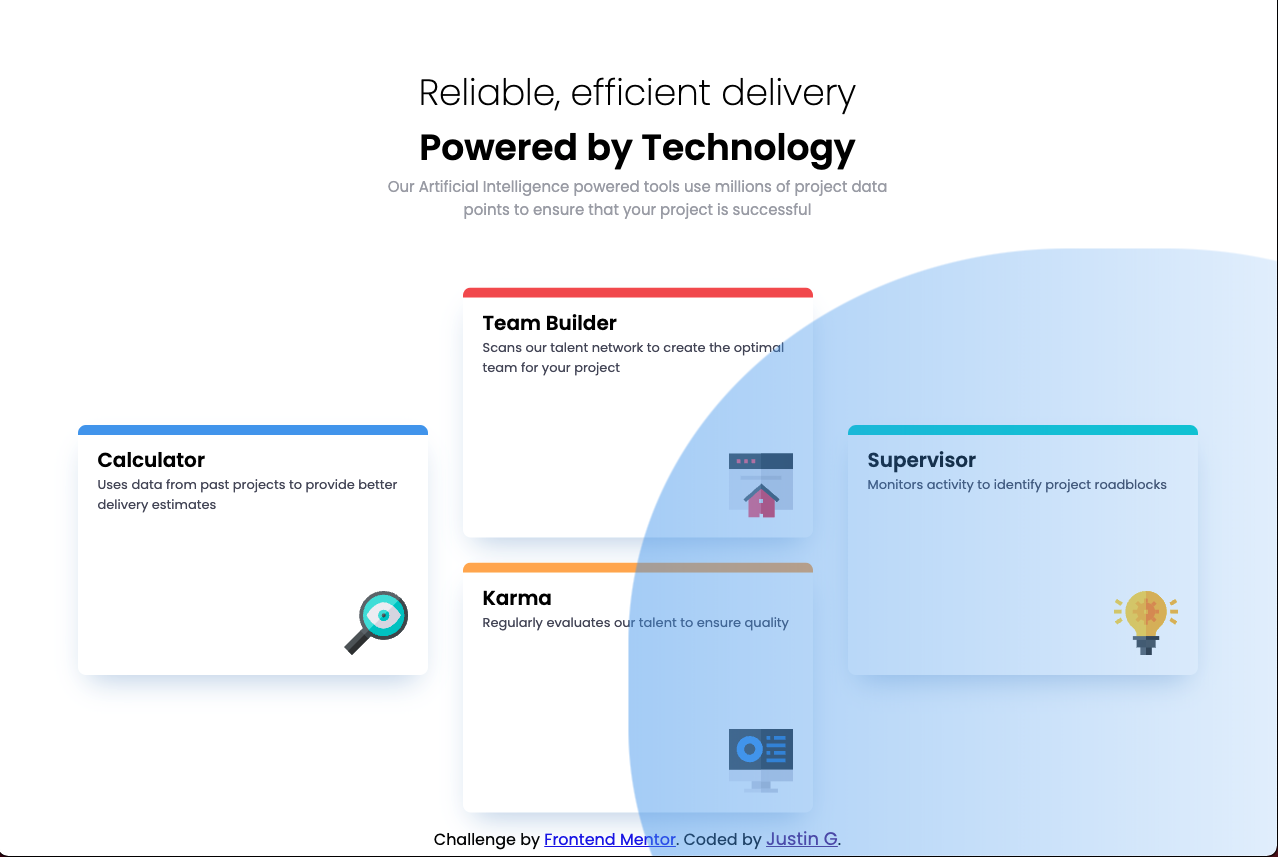 Reliable, efficient delivery
Powered by Technology
Our Artificial Intelligence powered tools use millions of project data
points to ensure that your project is successful
Team Builder
Scans our talent network to create the optimal
team for your project
Calculator
Uses data from past projects to provide better
delivery estimates
Supervisor
Monitors activity to identify project roadblocks
Karma
Regularly evaluates our talent to ensure quality
Challenge by Frontend Mentor. Coded by Justin G.